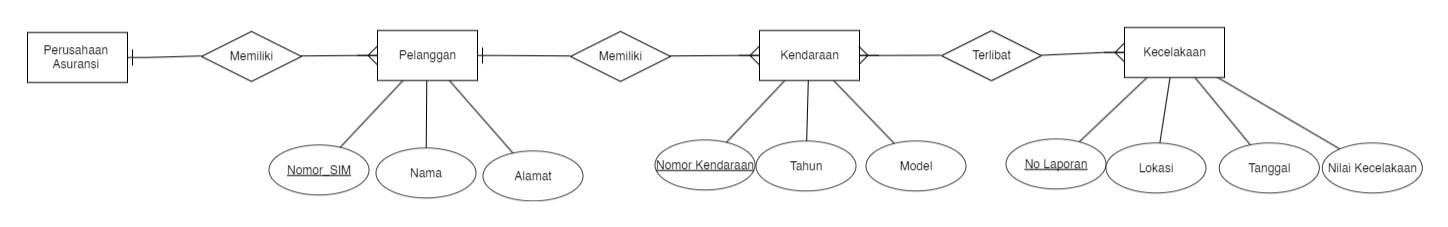 Perusahaan
Asuransi
Memiliki
Pelanggan
Memiliki
Kendaraan
Terlibat
Kecelakaan
Nomor_SIM
Nama
Alamat
Nomor Kendaraan
Tahun
Model
No Laporan
Lokasi
Tanggal
Nilai Kecelakaan